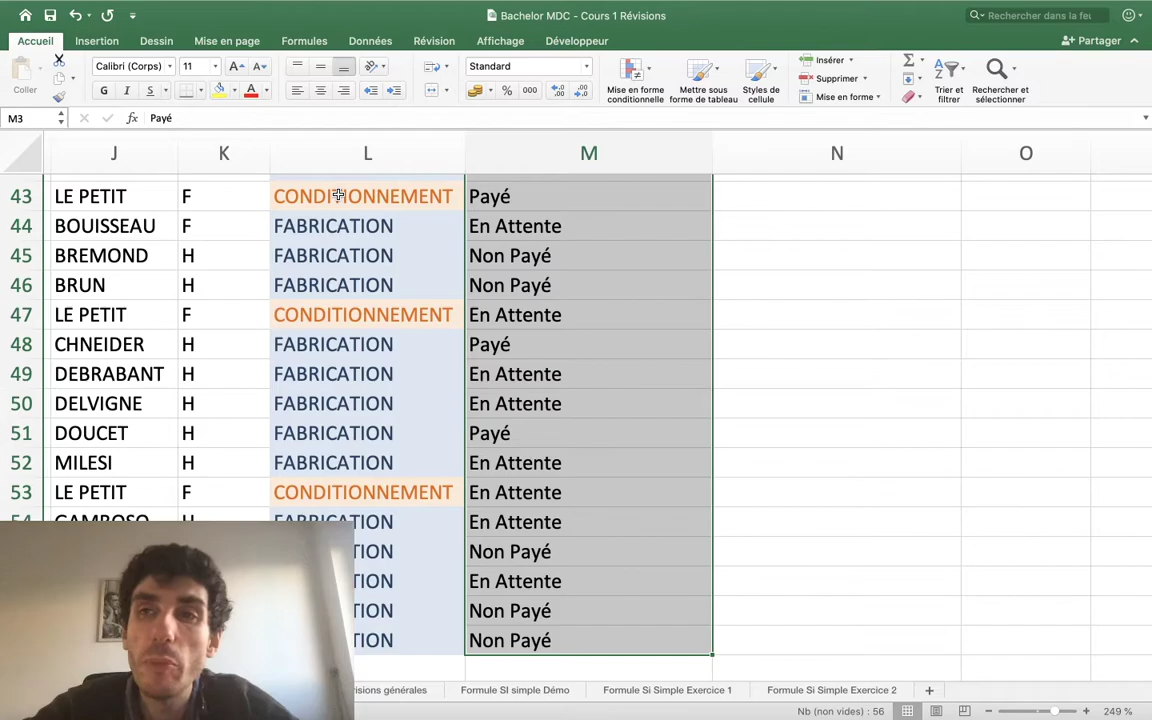 Bachelor MDC - Cours 1 Révisions
Rechercher dans la feu
Accueil Insertion Dessin Mise en page Formules Données Révision Affichage Développeur Partager
Coller
Calibri (Corps) 11 A A
G I S A
Standard
% 000
Mise en forme conditionnelle
Mettre sous forme de tableau
Styles de cellule
Insérer
Supprimer
Mise en forme
Trier et filtrer
Rechercher et sélectionner
M3 fx Payé
J K L M N O
43 LE PETIT F CONDITIONNEMENT Payé
44 BOUISSEAU F FABRICATION En Attente
45 BREMOND H FABRICATION Non Payé
46 BRUN H FABRICATION Non Payé
47 LE PETIT F CONDITIONNEMENT En Attente
48 CHNEIDER H FABRICATION Payé
49 DEBRABANT H FABRICATION En Attente
50 DELVIGNE H FABRICATION En Attente
51 DOUCET H FABRICATION Payé
52 MILESI H FABRICATION En Attente
53 LE PETIT F CONDITIONNEMENT En Attente
54 GAMBOSO H FABRICATION En Attente
TION Non Payé
TION En Attente
TION Non Payé
TION Non Payé
isions générales Formule SI simple Démo Formule Si Simple Exercice 1 Formule Si Simple Exercice 2 +
Nb (non vides) : 56 249 %